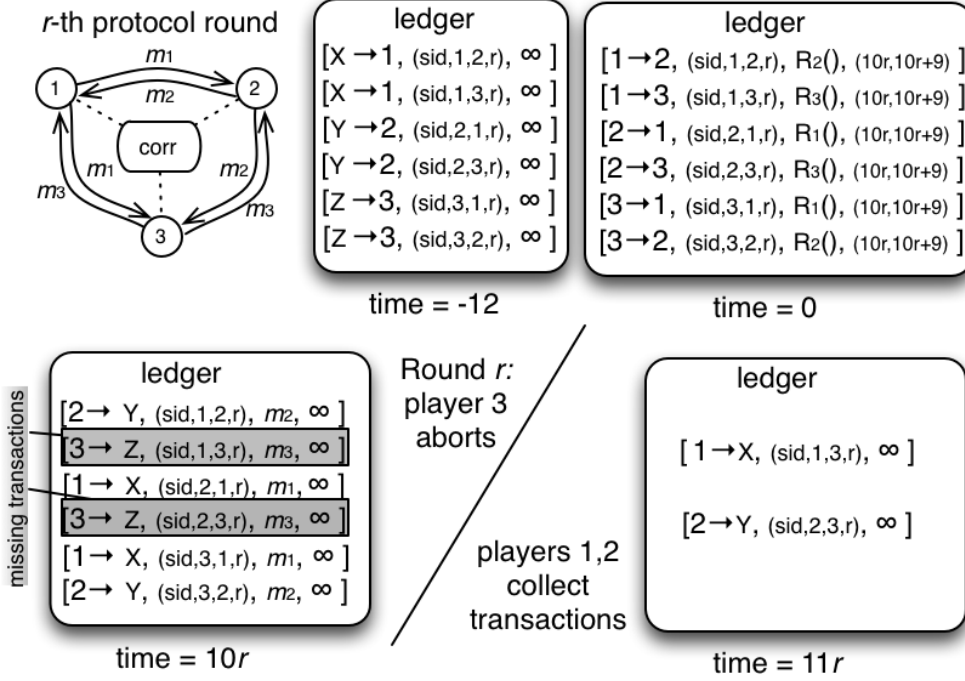 r-th protocol round
m1
1
m2
2
corr
m1
m2
m3
m3
3
ledger
[X →1, (sid,1,2,r), ∞ ]
[X →1, (sid,1,3,r), ∞ ]
[Y →2, (sid,2,1,r), ∞ ]
[Y →2, (sid,2,3,r), ∞ ]
[Z →3, (sid,3,1,r), ∞ ]
[Z →3, (sid,3,2,r), ∞ ]
time = -12
ledger
[1→2, (sid,1,2,r), R2(), (10r,10r+9) ]
[1→3, (sid,1,3,r), R3(), (10r,10r+9) ]
[2→1, (sid,2,1,r), R1(), (10r,10r+9) ]
[2→3, (sid,2,3,r), R3(), (10r,10r+9) ]
[3→1, (sid,3,1,r), R1(), (10r,10r+9) ]
[3→2, (sid,3,2,r), R2(), (10r,10r+9) ]
time = 0
missing transactions
ledger
[2→ Y, (sid,1,2,r), m2, ∞ ]
[3→ Z, (sid,1,3,r), m3, ∞ ]
[1→ X, (sid,2,1,r), m1, ∞ ]
[3→ Z, (sid,2,3,r), m3, ∞ ]
[1→ X, (sid,3,1,r), m1, ∞ ]
[2→ Y, (sid,3,2,r), m2, ∞ ]
time = 10r
Round r:
player 3
aborts
players 1,2
collect
transactions
ledger
[ 1→X, (sid,1,3,r), ∞ ]
[2→Y, (sid,2,3,r), ∞ ]
time = 11r